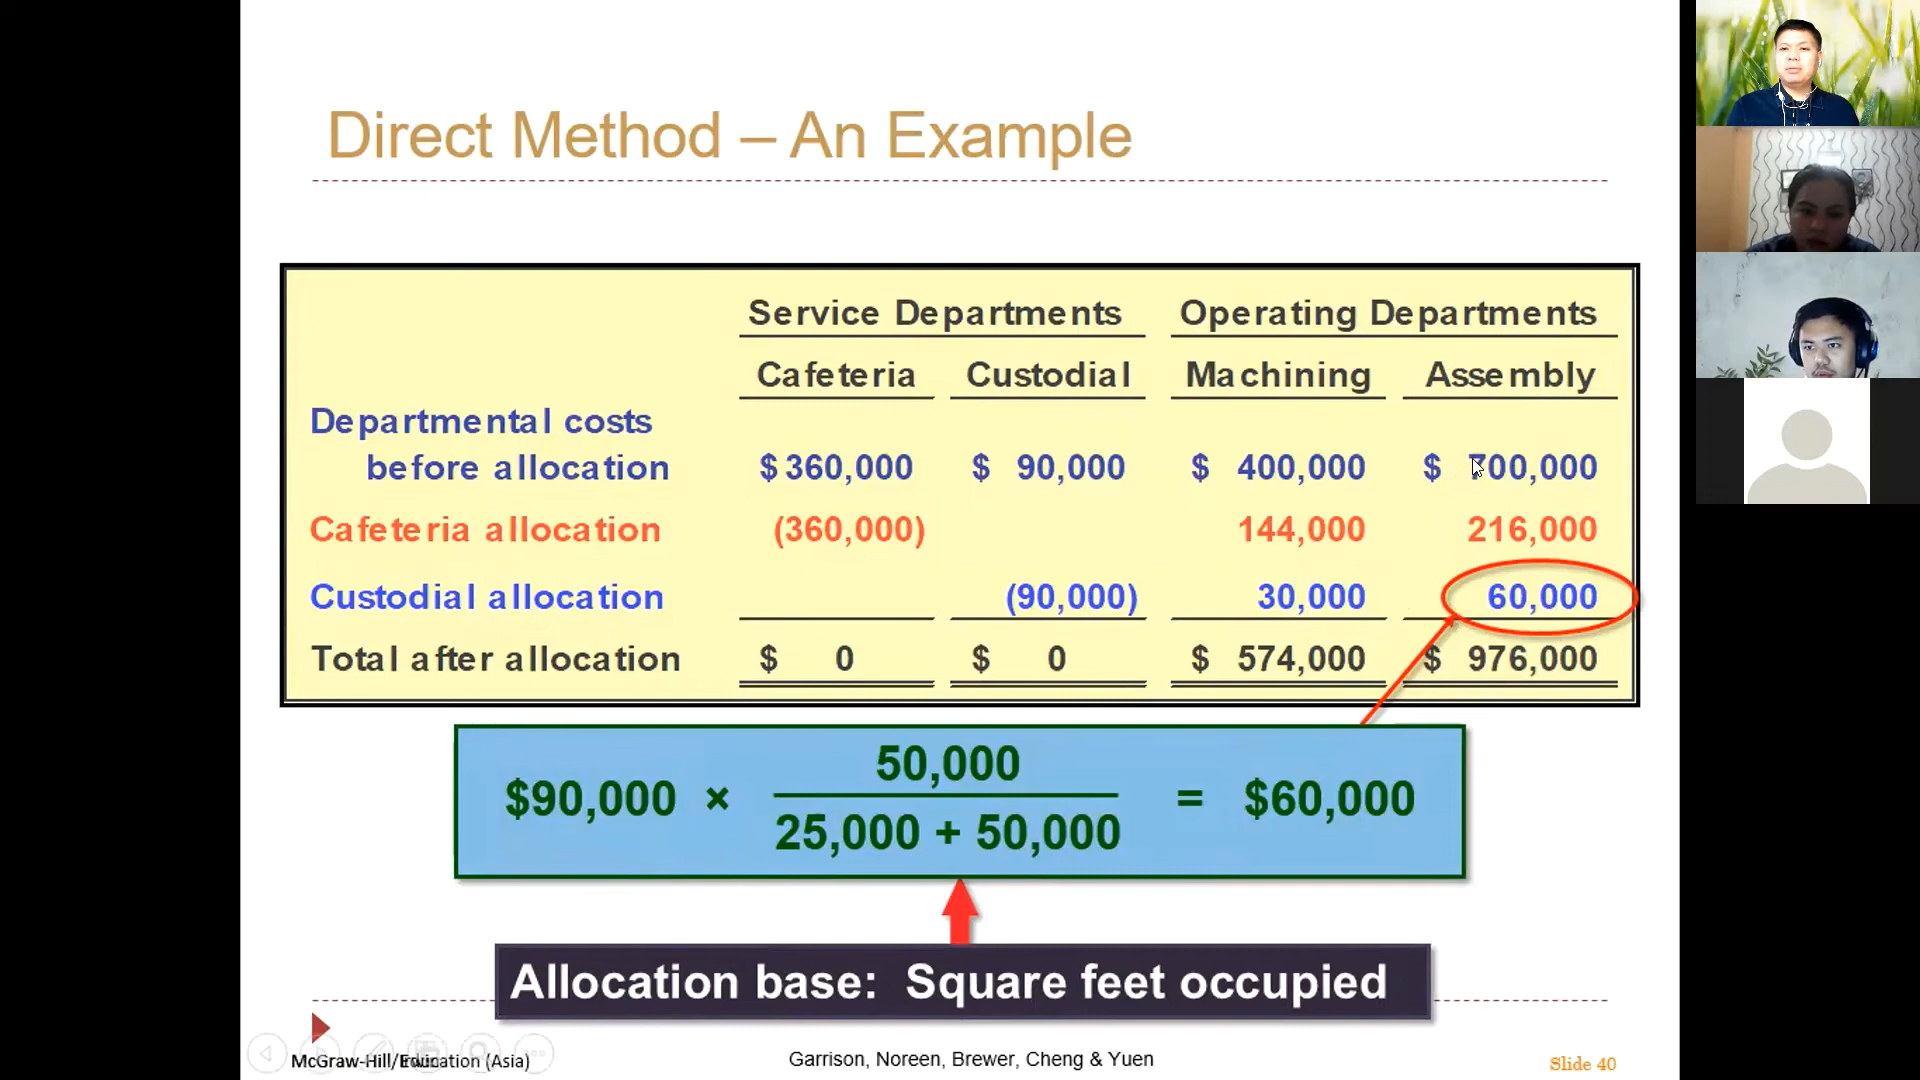 Direct Method – An Example
Service Departments Operating Departments
Cafeteria Custodial Machining Assembly
Departmental costs
before allocation $ 360,000 $ 90,000 $ 400,000 $ 700,000
Cafeteria allocation (360,000) 144,000 216,000
Custodial allocation (90,000) 30,000 60,000
Total after allocation $ 0 $ 0 $ 574,000 $ 976,000
50,000
$90,000 × = $60,000
25,000 + 50,000
Allocation base: Square feet occupied
McGraw-Hill/ (Asia)
Garrison, Noreen, Brewer, Cheng & Yuen
Slide 40